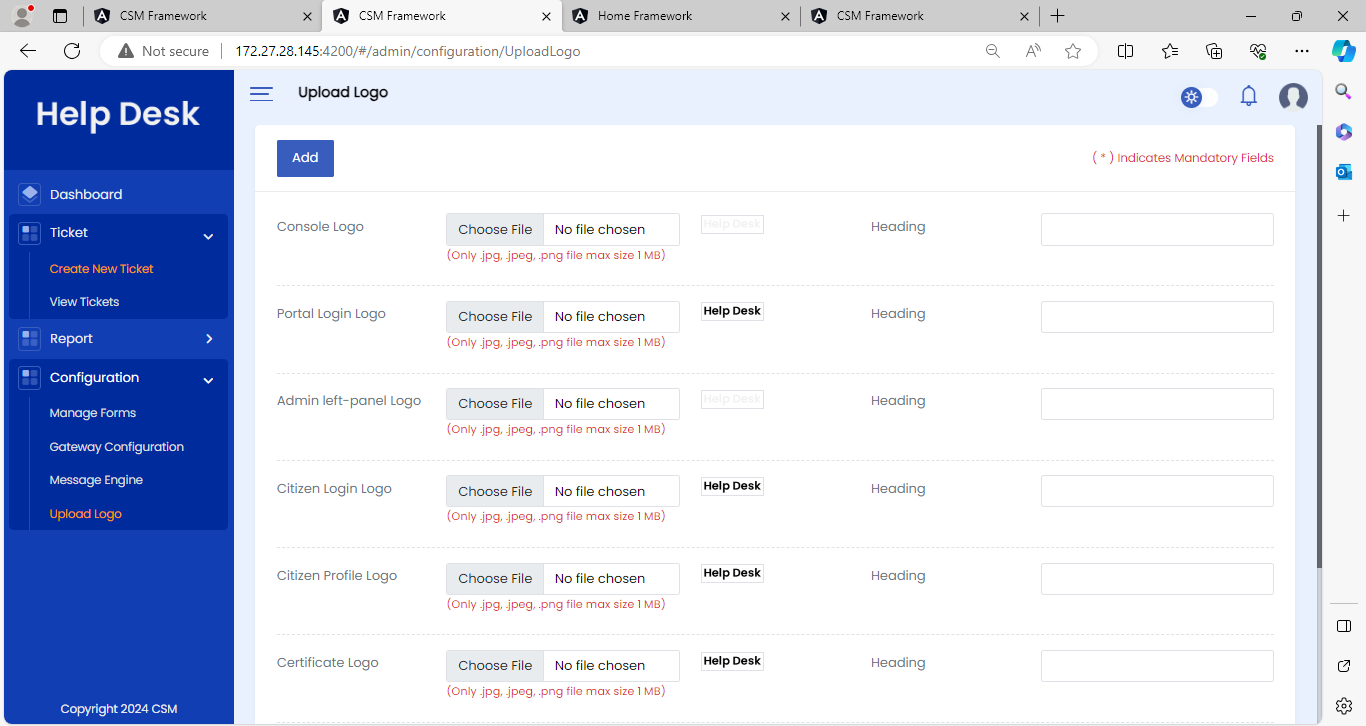 CSM Framework
CSM Framework
Home Framework
CSM Framework
Not secure
172.27.28.145:4200/#/admin/configuration/UploadLogo
Help Desk
Upload Logo
Dashboard
Ticket
Create New Ticket
View Tickets
Report
Configuration
Manage Forms
Gateway Configuration
Message Engine
Upload Logo
Copyright 2024 CSM
Add
( * ) Indicates Mandatory Fields
Console Logo Choose File No file chosen Help Desk Heading
(Only .jpg, .jpeg, .png file max size 1 MB)
Portal Login Logo Choose File No file chosen Help Desk Heading
(Only .jpg, .jpeg, .png file max size 1 MB)
Admin left-panel Logo Choose File No file chosen Help Desk Heading
(Only .jpg, .jpeg, .png file max size 1 MB)
Citizen Login Logo Choose File No file chosen Help Desk Heading
(Only .jpg, .jpeg, .png file max size 1 MB)
Citizen Profile Logo Choose File No file chosen Help Desk Heading
(Only .jpg, .jpeg, .png file max size 1 MB)
Certificate Logo Choose File No file chosen Help Desk Heading
(Only .jpg, .jpeg, .png file max size 1 MB)